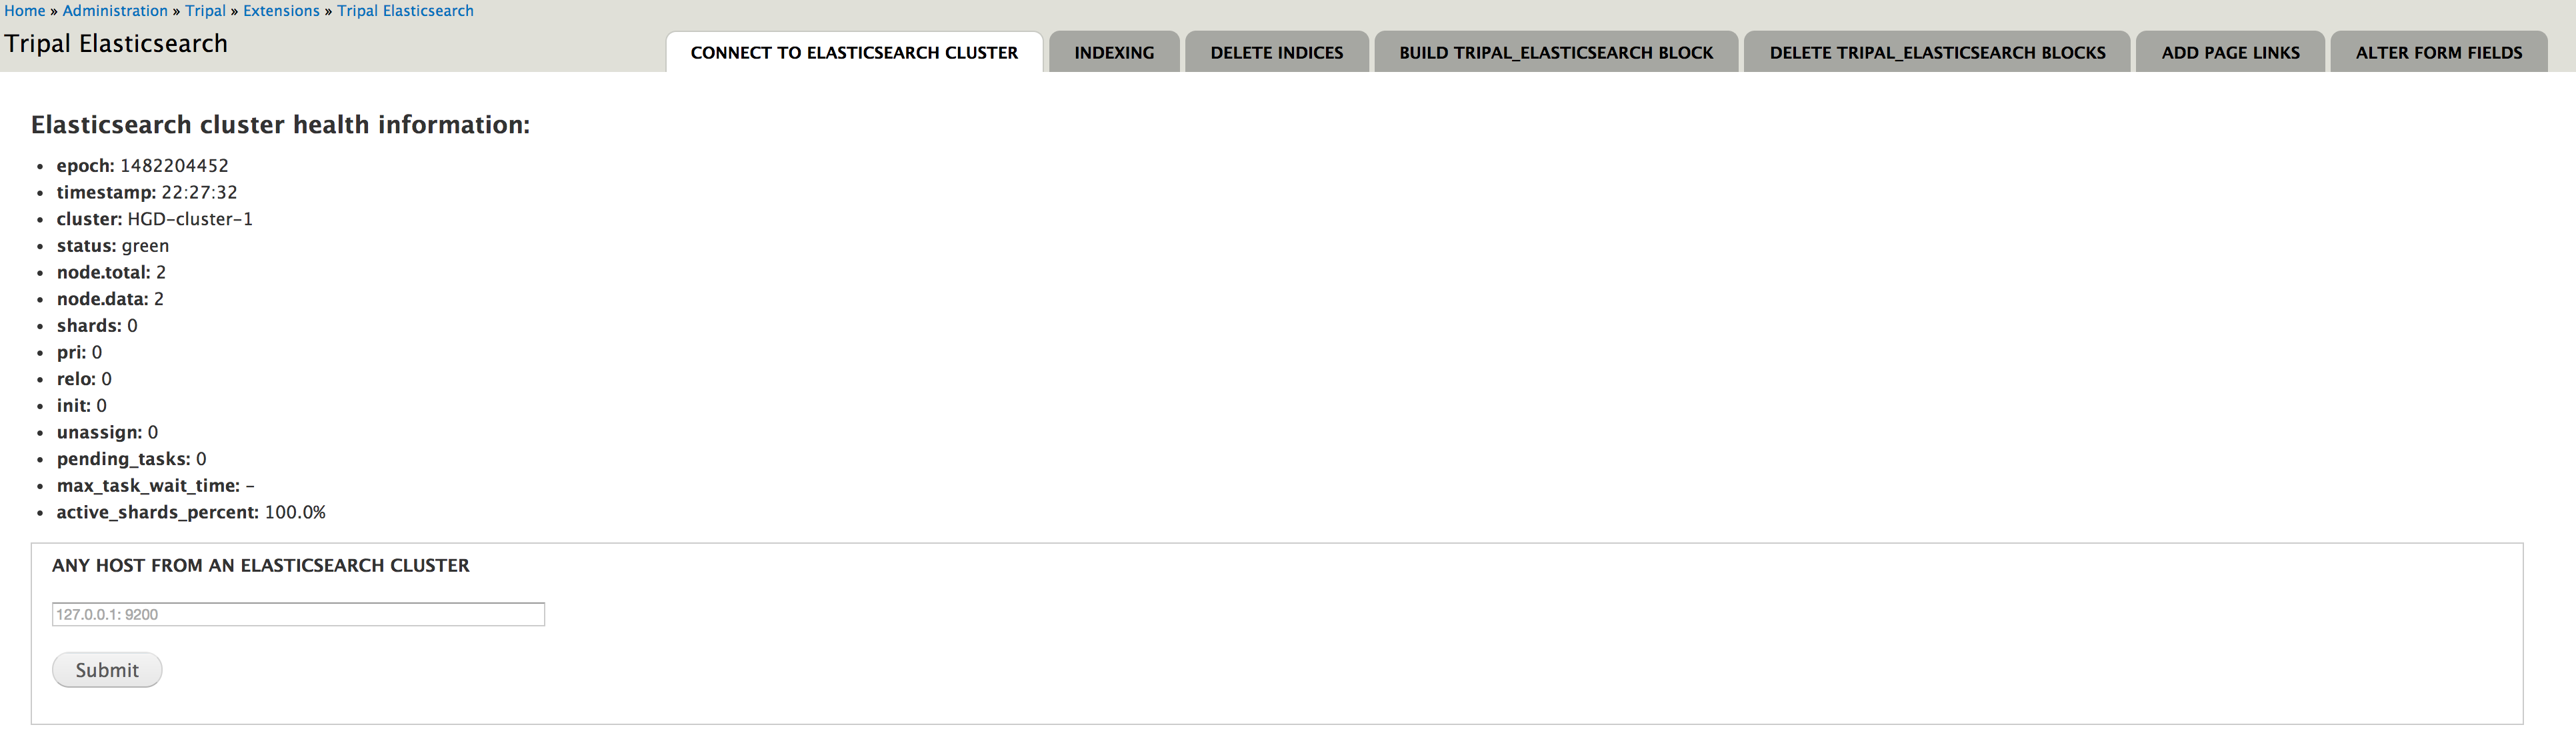 Home » Administration » Tripal » Extensions » Tripal Elasticsearch
Tripal Elasticsearch
CONNECT TO ELASTICSEARCH CLUSTER
INDEXING
DELETE INDICES
BUILD TRIPAL_ELASTICSEARCH BLOCK
DELETE TRIPAL_ELASTICSEARCH BLOCKS
ADD PAGE LINKS
ALTER FORM FIELDS
Elasticsearch cluster health information:
• epoch: 1482204452
• timestamp: 22:27:32
• cluster: HGD-cluster-1
• status: green
• node.total: 2
• node.data: 2
• shards: 0
• pri: 0
• relo: 0
• init: 0
• unassign: 0
• pending_tasks: 0
• max_task_wait_time: -
• active_shards_percent: 100.0%
ANY HOST FROM AN ELASTICSEARCH CLUSTER
127.0.0.1: 9200
Submit